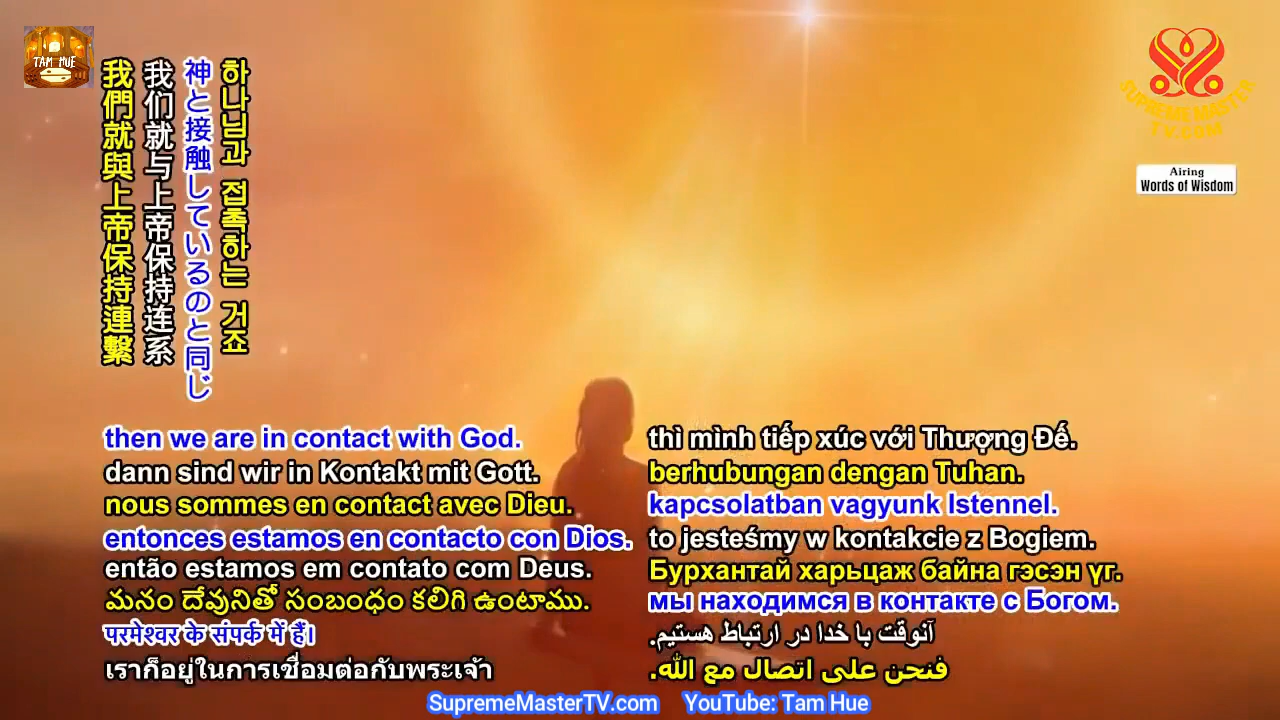 TAM HUE
我們就與上帝保持連繫
我们就与上帝保持连系
神と接触しているのと同じ
하나님과 접촉하는 거죠
SUPREME MASTER
TV.COM
Airing
Words of Wisdom
then we are in contact with God.
dann sind wir in Kontakt mit Gott.
nous sommes en contact avec Dieu.
entonces estamos en contacto con Dios.
então estamos em contato com Deus.
మనం దేవునితో సంబంధం కలిగి ఉంటాము.
परमेश्वर के संपर्क में हैं।
เราก็อยู่ในการเชื่อมต่อกับพระเจ้า
thì mình tiếp xúc với Thượng Đế.
berhubungan dengan Tuhan.
kapcsolatban vagyunk Istennel.
to jesteśmy w kontakcie z Bogiem.
Бурхантай харьцаж байна гэсэн үг.
мы находимся в контакте с Богом.
آنوقت با خدا در ارتباط هستیم.
فنحن على اتصال مع الله.
SupremeMasterTV.com YouTube: Tam Hue